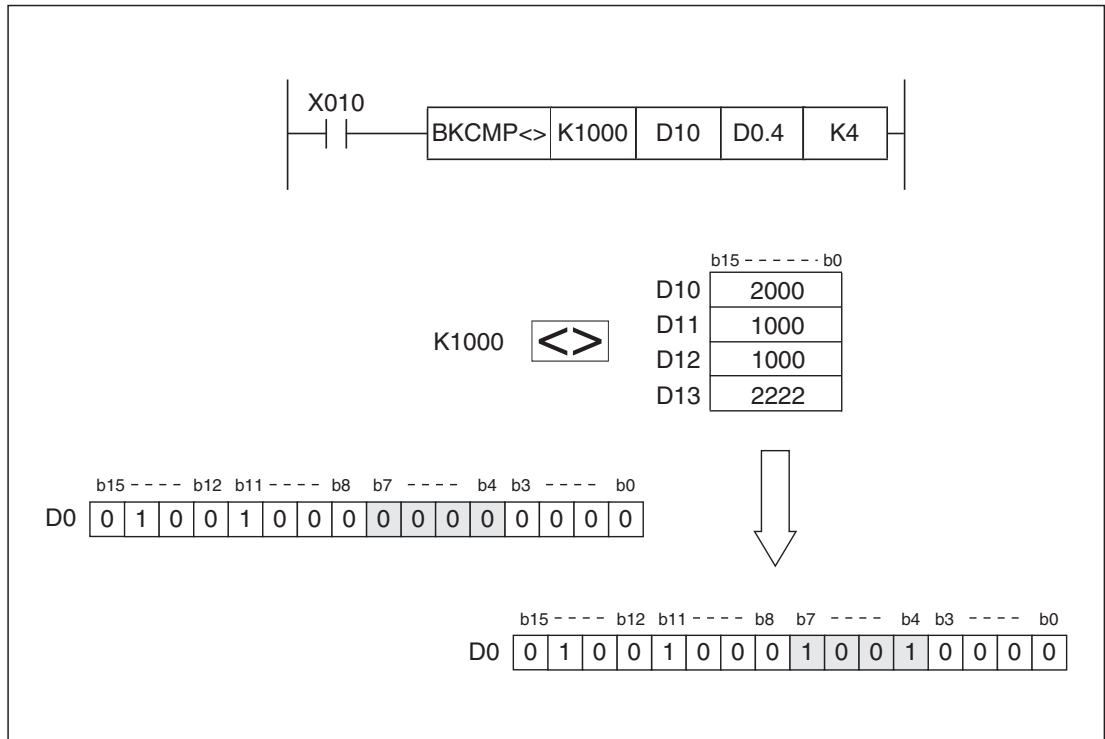 X010
BKCMP<> K1000 D10 D0.4 K4
b15 - - - - - - b0
D10 2000
D11 1000
D12 1000
D13 2222
K1000 <>
b15 - - - - b12 b11 - - - - b8 b7 - - - - b4 b3 - - - - b0
D0 0 1 0 0 1 0 0 0 0 0 0 0 0 0 0 0
b15 - - - - b12 b11 - - - - b8 b7 - - - - b4 b3 - - - - b0
D0 0 1 0 0 1 0 0 0 1 0 0 1 0 0 0 0